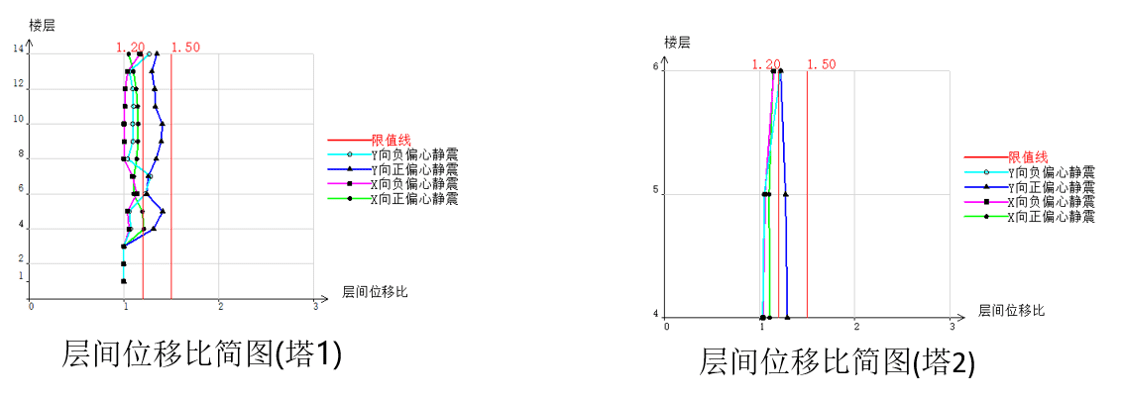 楼层
1.20 1.50
14
12
10
8
6
4
2
1
0 1 2 3
层间位移比
限值线
Y向负偏心静震
Y向正偏心静震
X向负偏心静震
X向正偏心静震
层间位移比简图(塔1)
楼层
1.20 1.50
6
5
4
0 1 2 3
层间位移比
限值线
Y向负偏心静震
Y向正偏心静震
X向负偏心静震
X向正偏心静震
层间位移比简图(塔2)